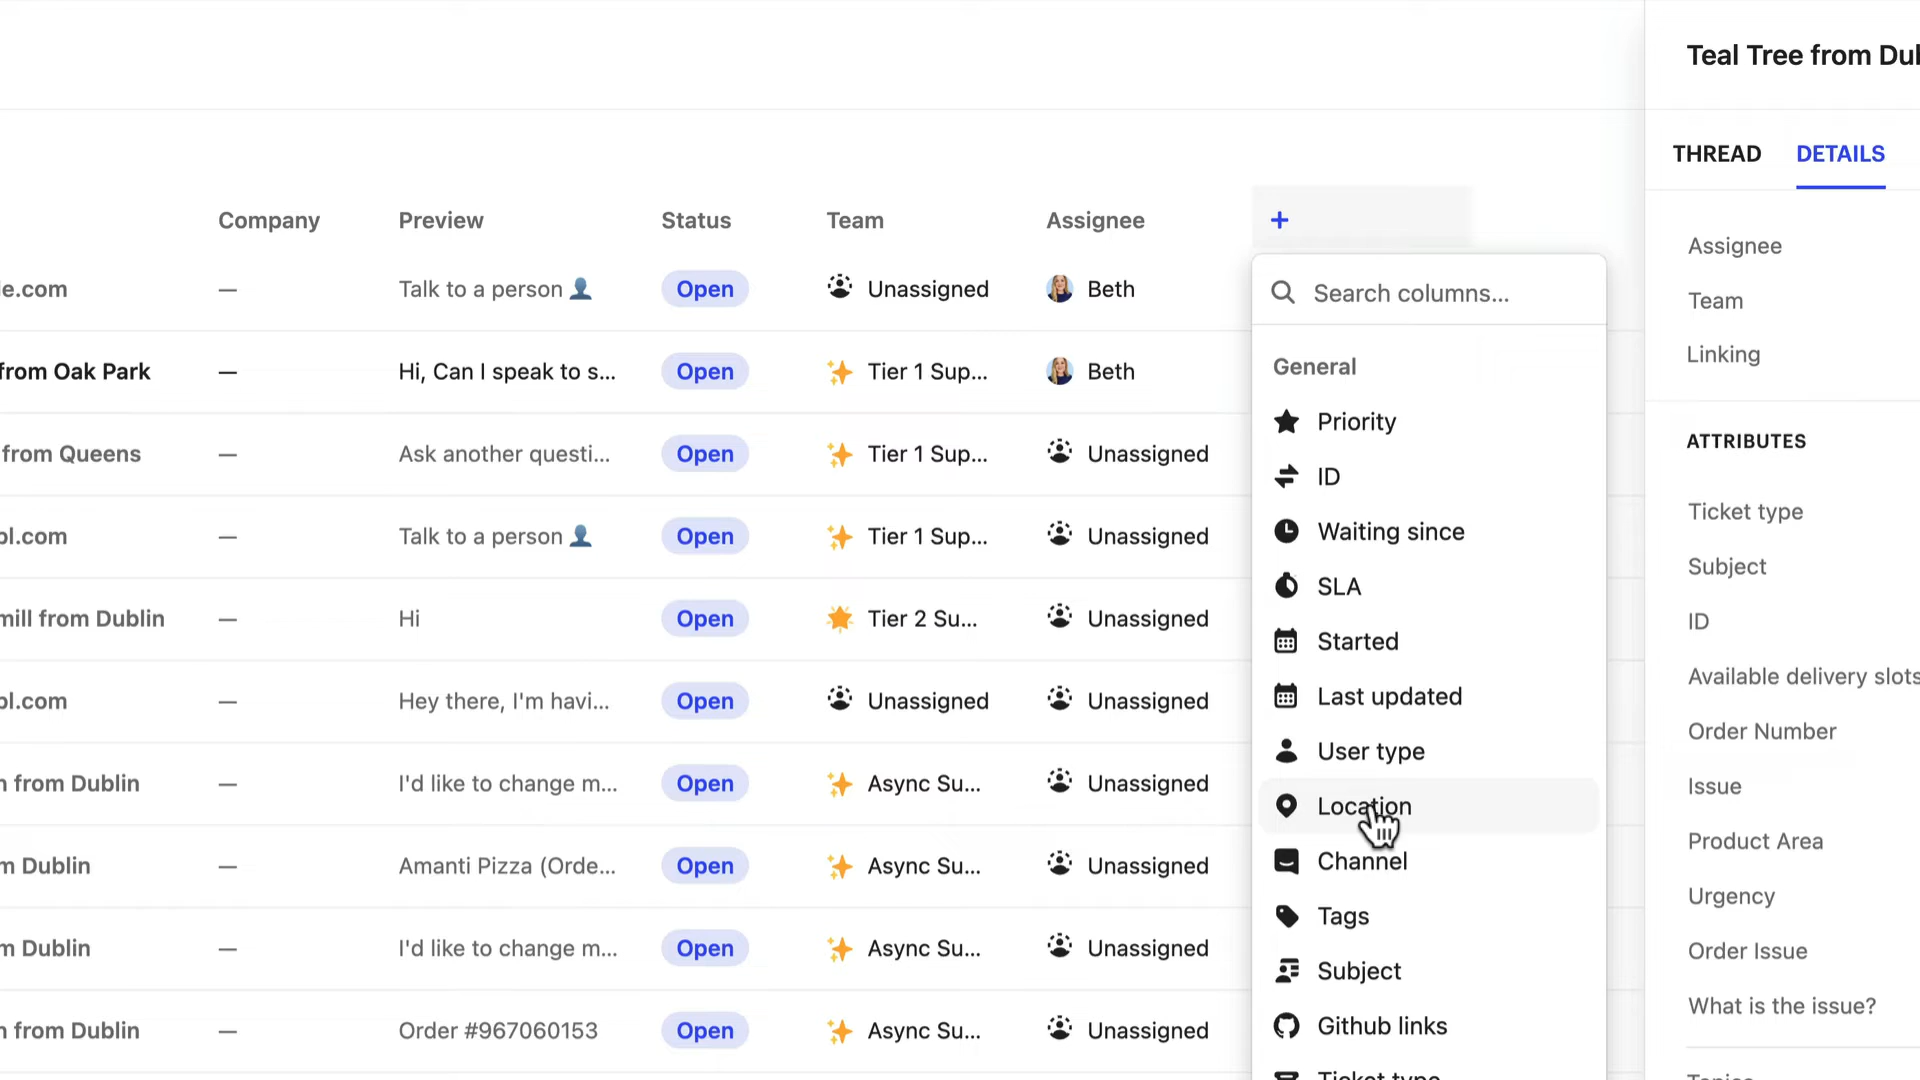 Teal Tree from Dul
THREAD DETAILS
Company Preview Status Team Assignee +
le.com — Talk to a person Open Unassigned Beth
from Oak Park — Hi, Can I speak to s... Open Tier 1 Sup... Beth
from Queens — Ask another questi... Open Tier 1 Sup... Unassigned
ol.com — Talk to a person Open Tier 1 Sup... Unassigned
mill from Dublin — Hi Open Tier 2 Su... Unassigned
ol.com — Hey there, I'm havi... Open Unassigned Unassigned
n from Dublin — I'd like to change m... Open Async Su... Unassigned
m Dublin — Amanti Pizza (Orde... Open Async Su... Unassigned
m Dublin — I'd like to change m... Open Async Su... Unassigned
n from Dublin — Order #967060153 Open Async Su... Unassigned
Search columns...
General
Priority
ID
Waiting since
SLA
Started
Last updated
User type
Location
Channel
Tags
Subject
Github links
Ticket type
Assignee
Team
Linking
ATTRIBUTES
Ticket type
Subject
ID
Available delivery slots
Order Number
Issue
Product Area
Urgency
Order Issue
What is the issue?
Topics